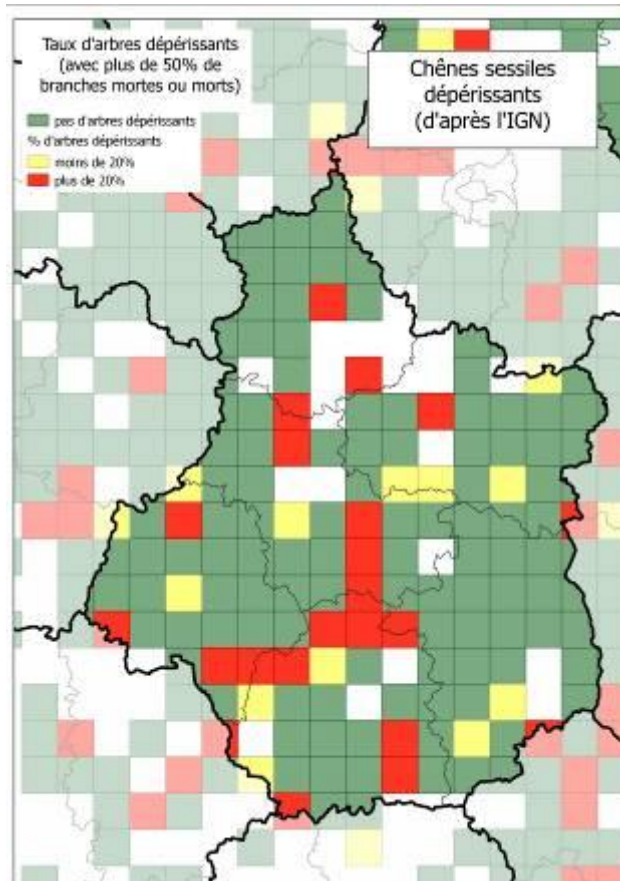 Taux d'arbres dépérissants
(avec plus de 50% de
branches mortes ou morts)
pas d'arbres dépérissants
% d'arbres dépérissants
moins de 20%
plus de 20%
Chênes sessiles
dépérissants
(d'après l'IGN)